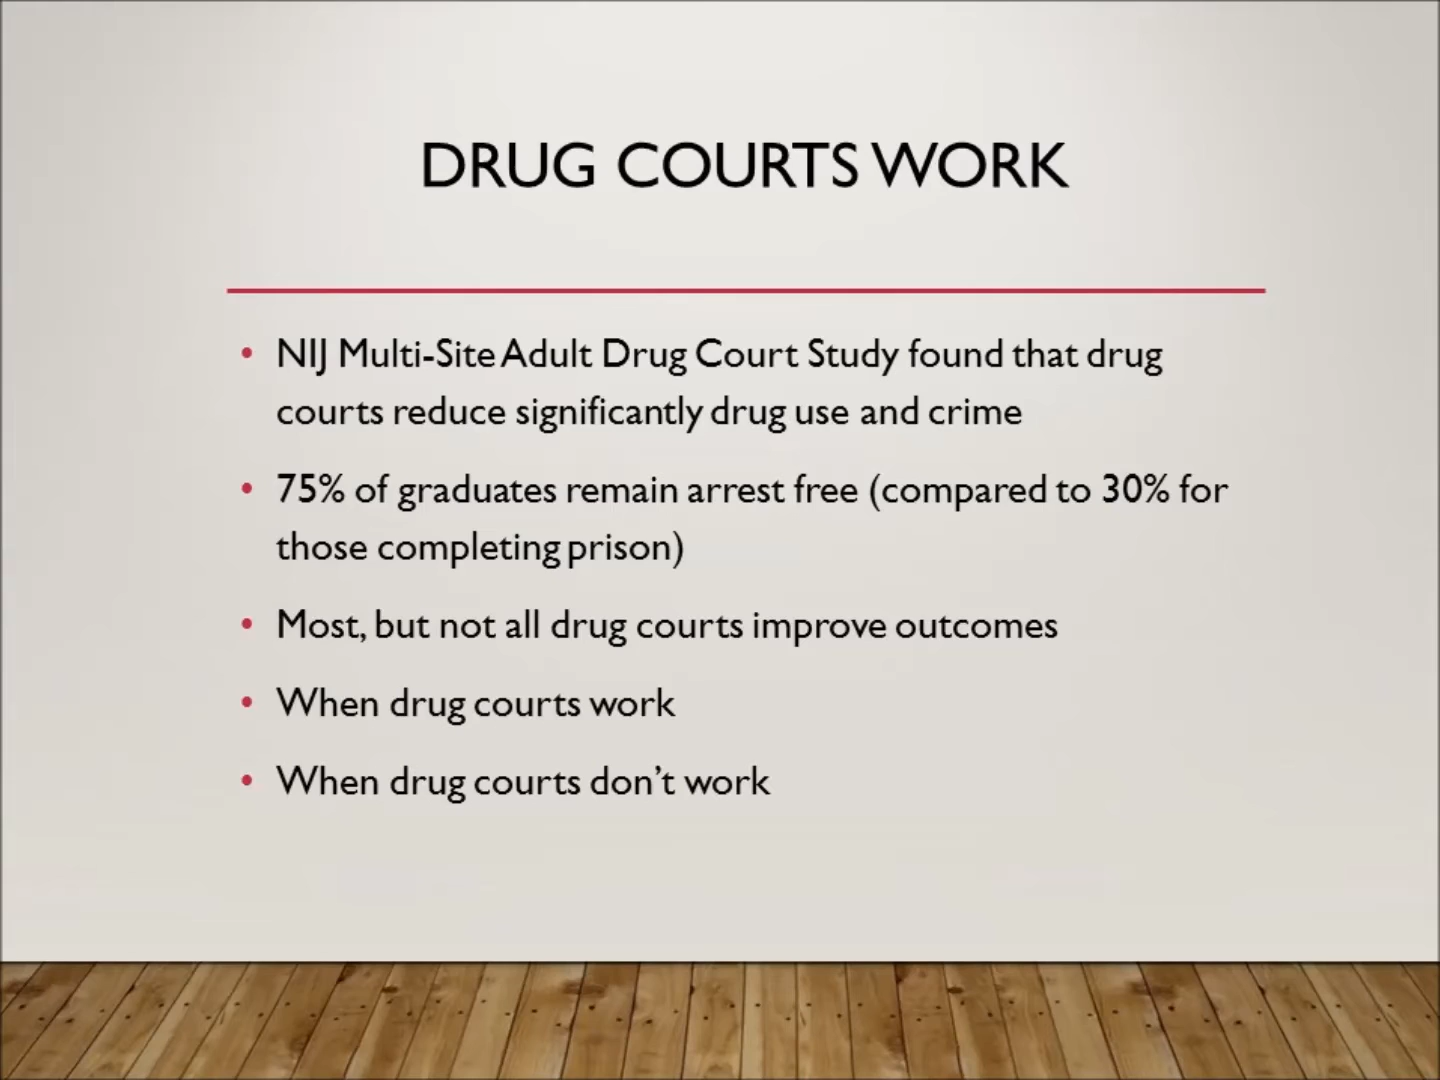 DRUG COURTS WORK
• NIJ Multi-Site Adult Drug Court Study found that drug
courts reduce significantly drug use and crime
• 75% of graduates remain arrest free (compared to 30% for
those completing prison)
• Most, but not all drug courts improve outcomes
• When drug courts work
• When drug courts don’t work